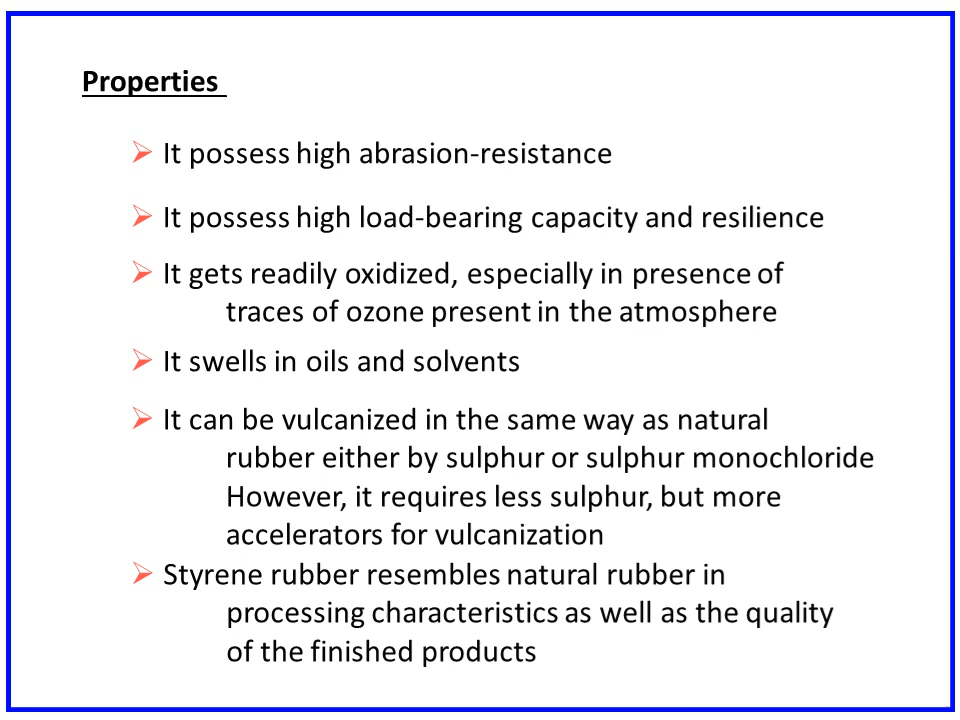 Properties
➢ It possess high abrasion-resistance
➢ It possess high load-bearing capacity and resilience
➢ It gets readily oxidized, especially in presence of
traces of ozone present in the atmosphere
➢ It swells in oils and solvents
➢ It can be vulcanized in the same way as natural
rubber either by sulphur or sulphur monochloride
However, it requires less sulphur, but more
accelerators for vulcanization
➢ Styrene rubber resembles natural rubber in
processing characteristics as well as the quality
of the finished products